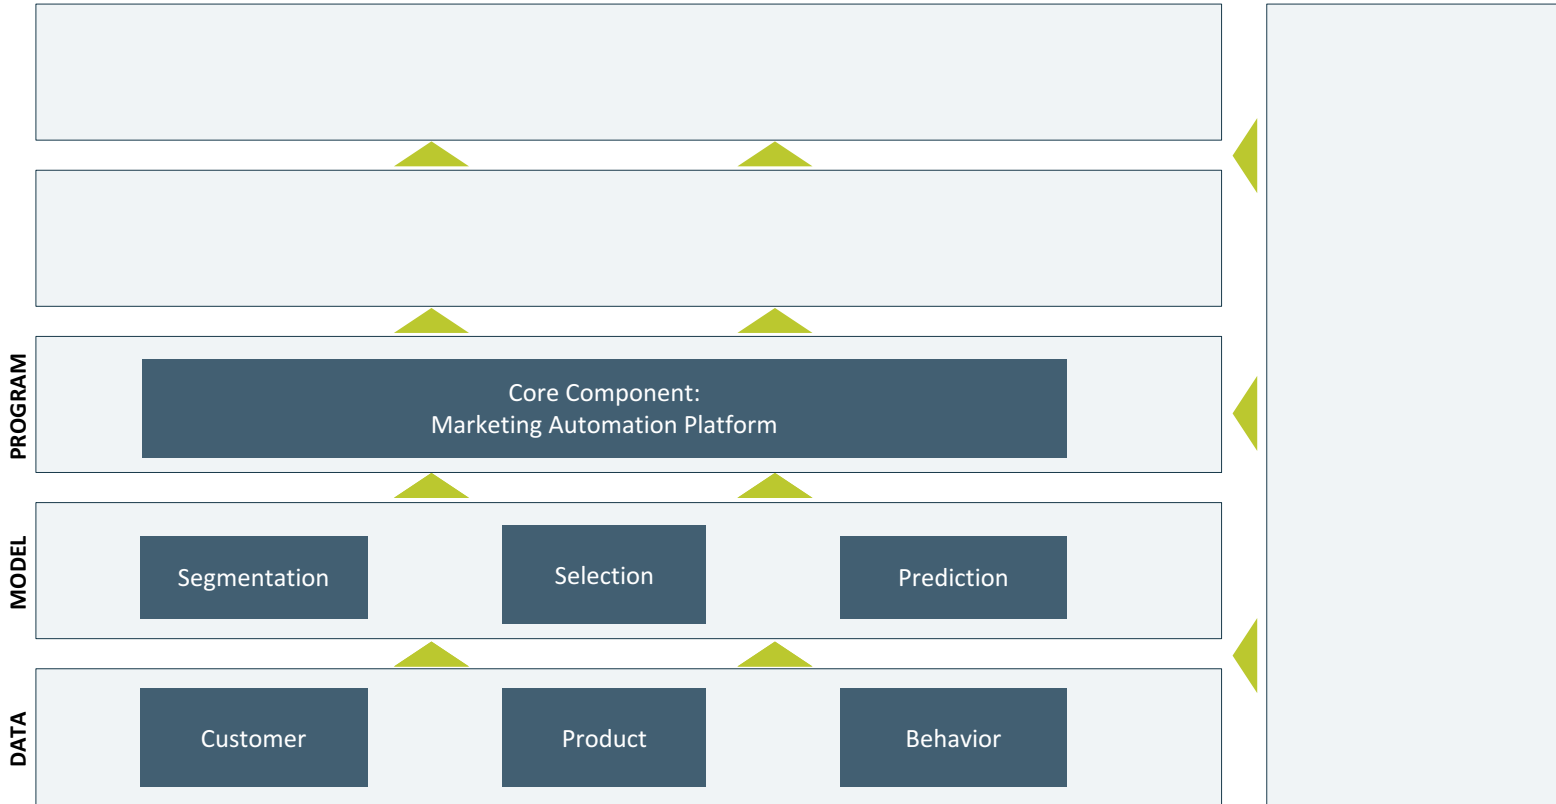 PROGRAM
Core Component:
Marketing Automation Platform
MODEL
Segmentation
Selection
Prediction
DATA
Customer
Product
Behavior